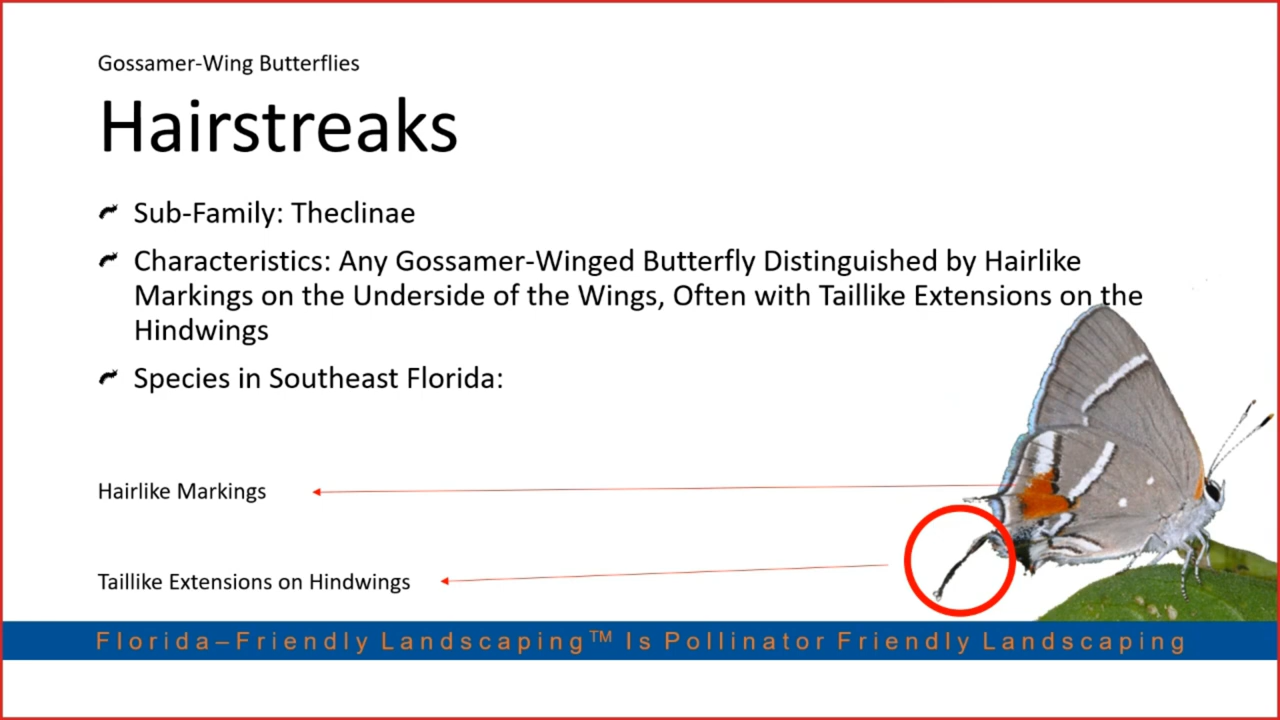 Gossamer-Wing Butterflies
Hairstreaks
Sub-Family: Theclinae
Characteristics: Any Gossamer-Winged Butterfly Distinguished by Hairlike
Markings on the Underside of the Wings, Often with Taillike Extensions on the
Hindwings
Species in Southeast Florida:
Hairlike Markings
Taillike Extensions on Hindwings
Florida–Friendly Landscaping™ Is Pollinator Friendly Landscaping